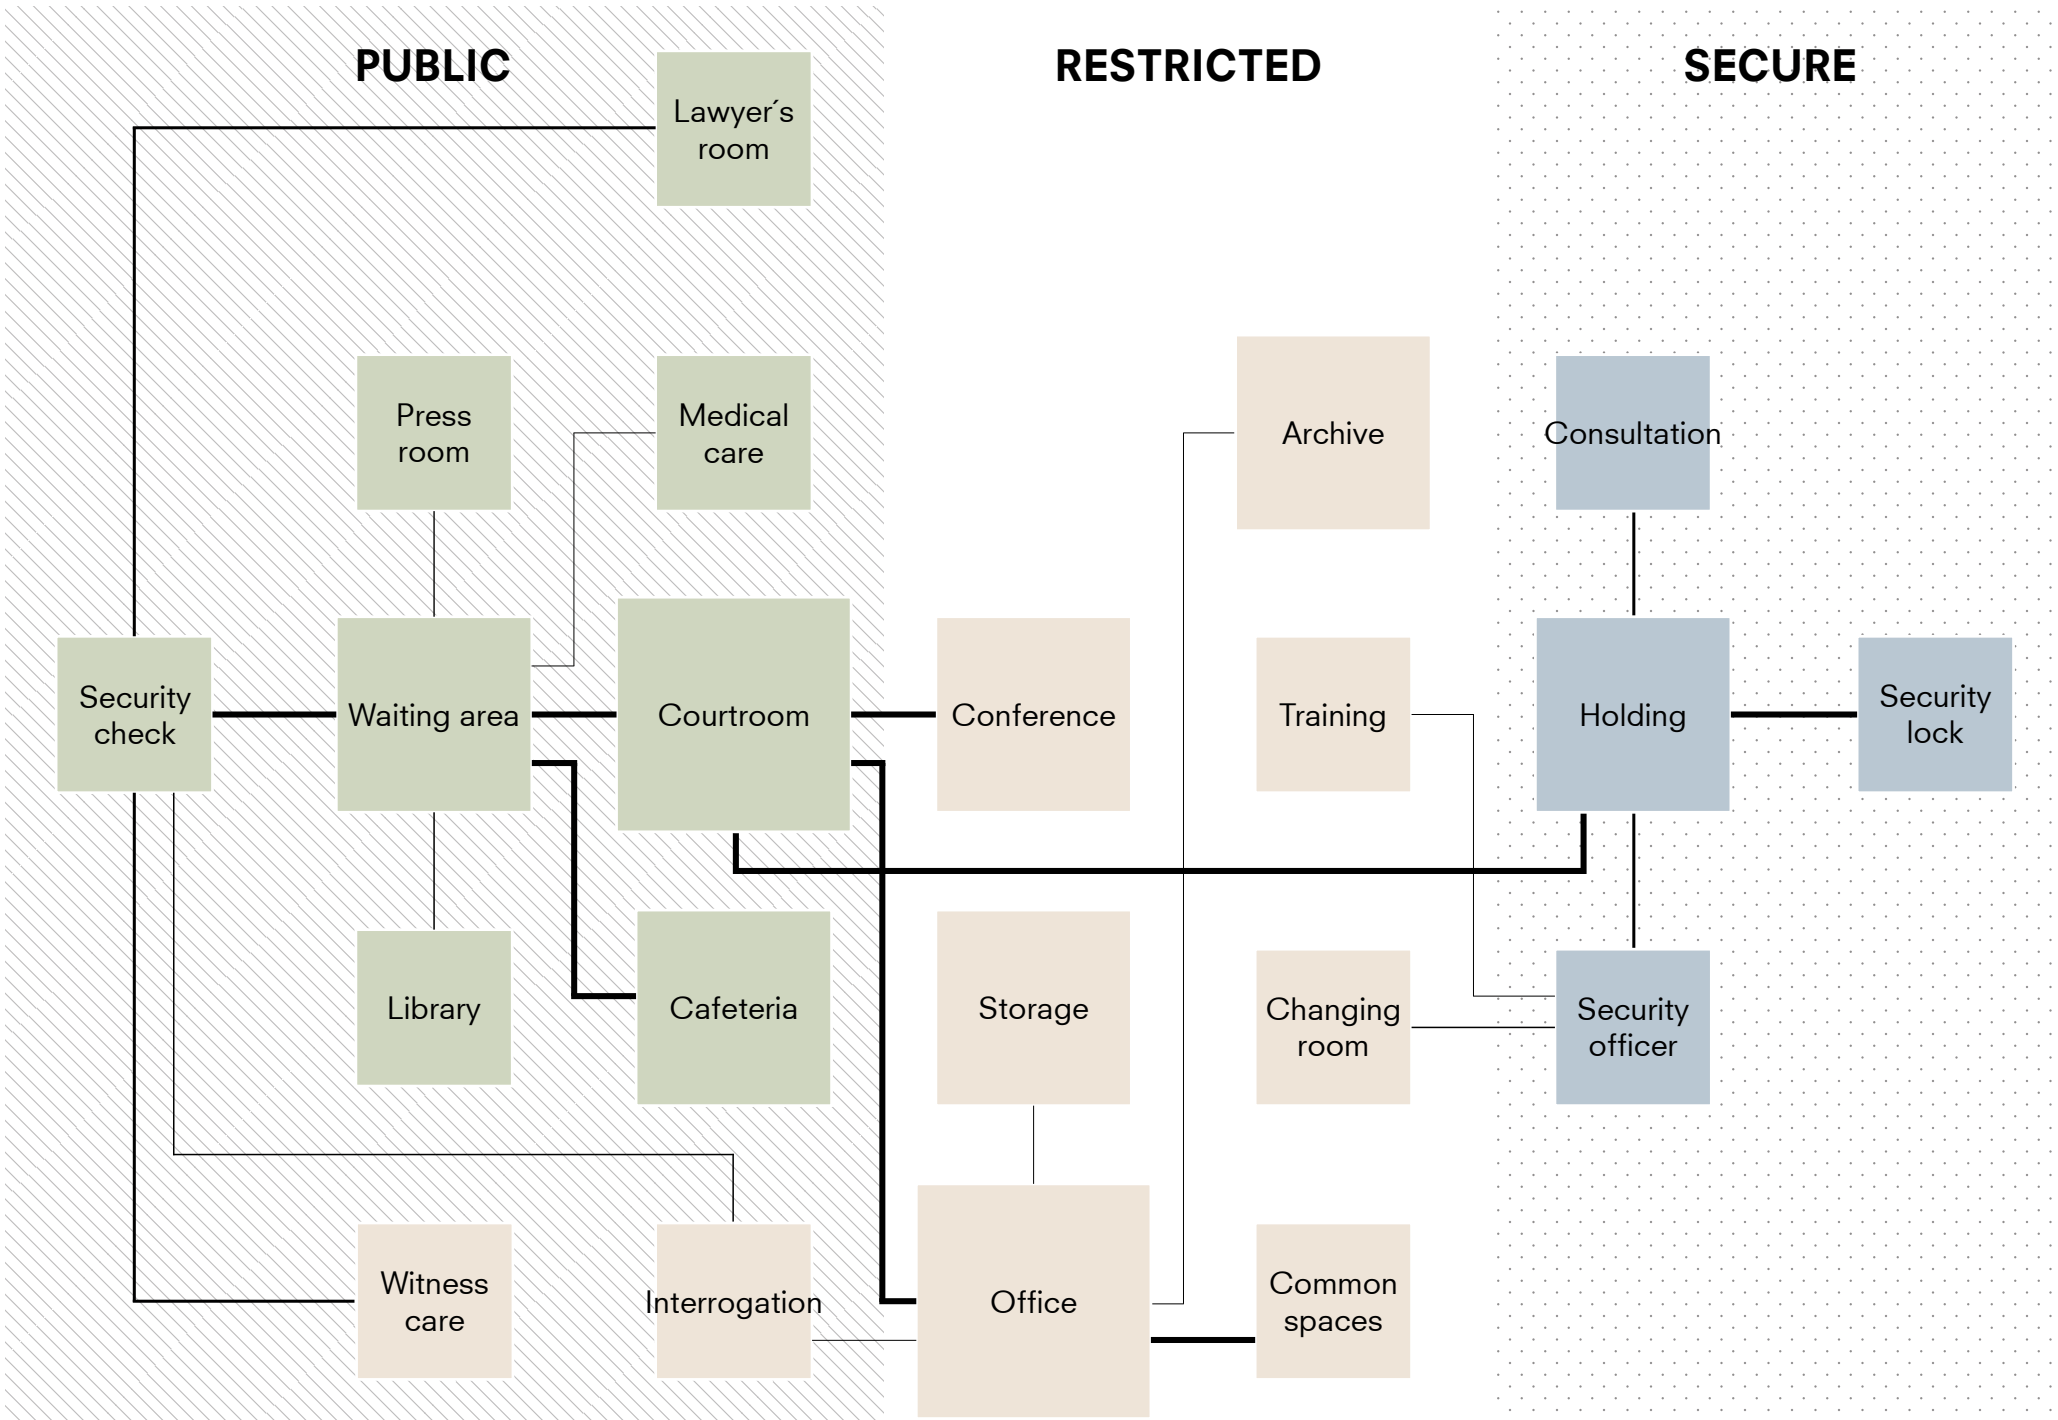 PUBLIC
RESTRICTED
SECURE
Lawyer´s
room
Press
room
Medical
care
Archive
Consultation
Security
check
Waiting area
Courtroom
Conference
Training
Holding
Security
lock
Library
Cafeteria
Storage
Changing
room
Security
officer
Witness
care
Interrogation
Office
Common
spaces